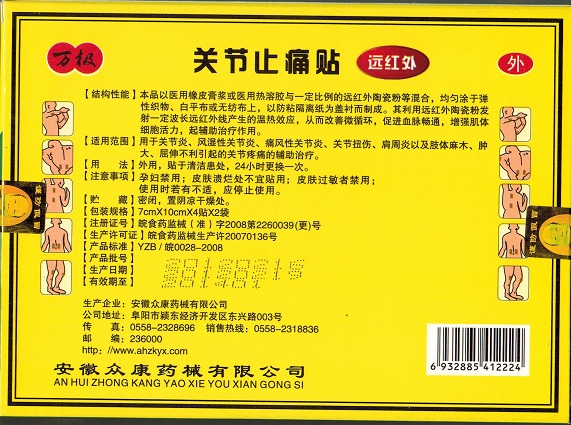 万极
关节止痛贴
远红外
外
【结构性能】本品以医用橡皮膏浆或医用热溶胶与一定比例的远红外陶瓷粉等混合，均匀涂于弹
性织物、白平布或无纺布上，以防粘隔离纸为盖衬而制成。其利用远红外陶瓷粉发
射一定波长远红外线产生的温热效应，从而改善微循环，促进血脉畅通，增强肌体
细胞活力，起辅助治疗作用。
【适用范围】用于关节炎、风湿性关节炎、痛风性关节炎、关节扭伤、肩周炎以及肢体麻木、肿
大、屈伸不利引起的关节疼痛的辅助治疗。
【用　　法】外用，贴于清洁患处，24小时更换一次。
【注意事项】孕妇禁用；皮肤溃烂处不宜贴用；皮肤过敏者禁用；
使用时若有不适，应停止使用。
【贮　　藏】密闭，置阴凉干燥处。
【包装规格】7cmX10cmX4贴X2袋
【注册证号】皖食药监械（准）字2008第2260039(更)号
【生产许可证】皖食药监械生产许20070136号
【产品标准】YZB / 皖0028-2008
【产品批号】
【生产日期】
【有效期至】
生产企业：安徽众康药械有限公司
公司地址：阜阳市颍东经济开发区东兴路003号
传　　真：0558-2328696　销售热线：0558-2318836
邮　　编：236000
http: //www.ahzkyx.com
安徽众康药械有限公司
AN HUI ZHONG KANG YAO XIE YOU XIAN GONG SI
6 932885 412224